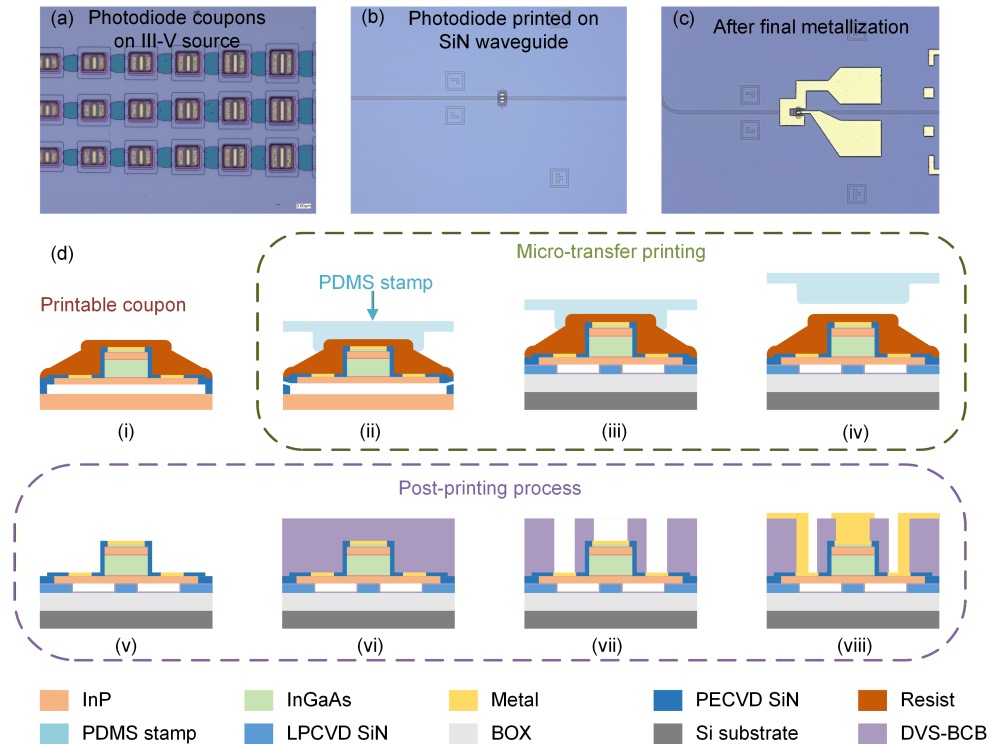 (a) Photodiode coupons
on III-V source
(b) Photodiode printed on
SiN waveguide
(c) After final metallization
(d)
Micro-transfer printing
Printable coupon
PDMS stamp
(i)
(ii)
(iii)
(iv)
Post-printing process
(v)
(vi)
(vii)
(viii)
InP
InGaAs
Metal
PECVD SiN
Resist
PDMS stamp
LPCVD SiN
BOX
Si substrate
DVS-BCB